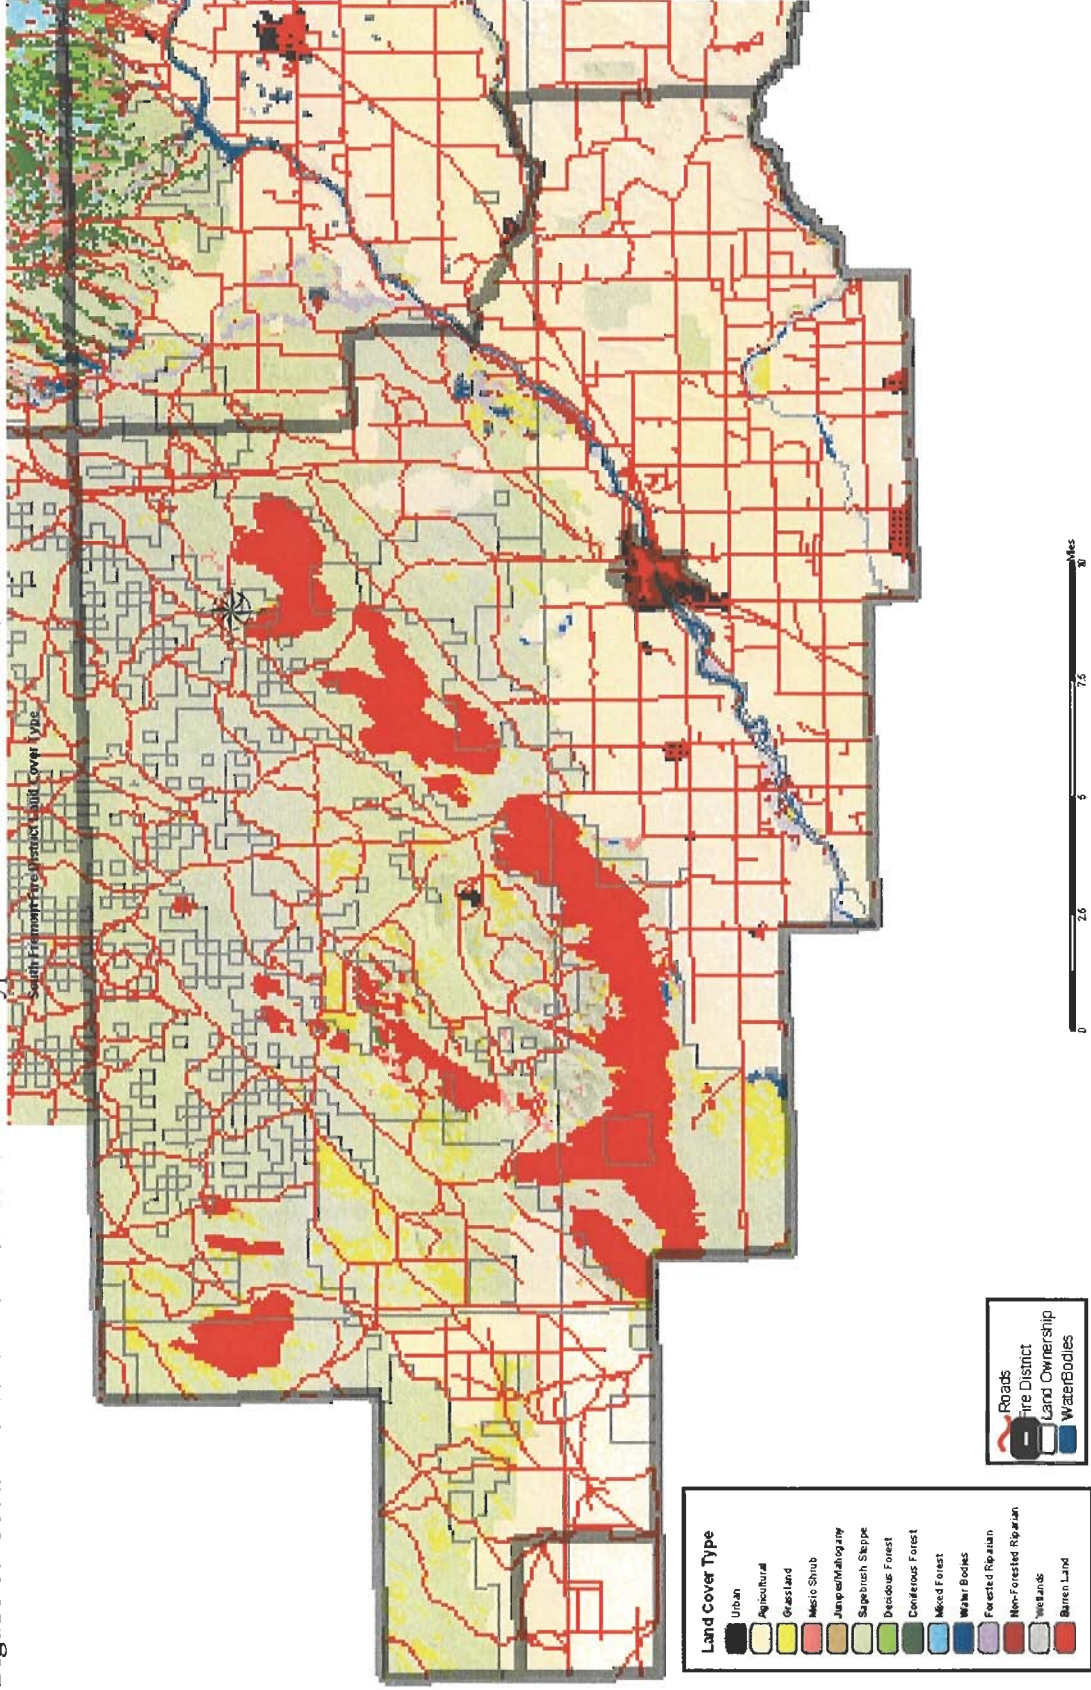 South Fremont Fire District Land Cover Type
Land Cover Type
Urban
Agricultural
Grassland
Mesic Shrub
Juniper/Mahogany
Sagebrush Steppe
Decidous Forest
Coniferous Forest
Mixed Forest
Water Bodies
Forested Riparian
Non-Forested Riparian
Wetlands
Barren Land
Roads
Fire District
Land Ownership
WaterBodies
0 2.5 5 7.5 10
Miles